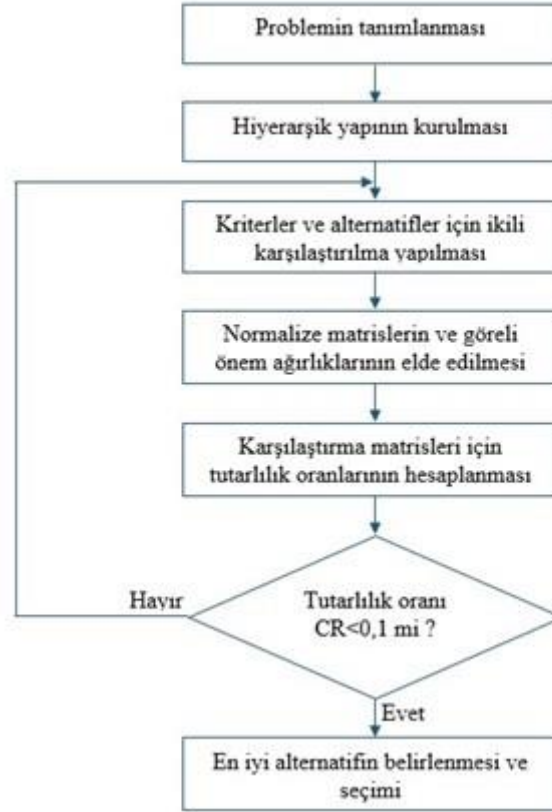 Problemin tanımlanması
Hiyerarşik yapının kurulması
Kriterler ve alternatifler için ikili
karşılaştırılma yapılması
Normalize matrislerin ve göreli
önem ağırlıklarının elde edilmesi
Karşılaştırma matrisleri için
tutarlılık oranlarının hesaplanması
Hayır
Tutarlılık oranı
CR<0,1 mi ?
Evet
En iyi alternatifin belirlenmesi ve
seçimi